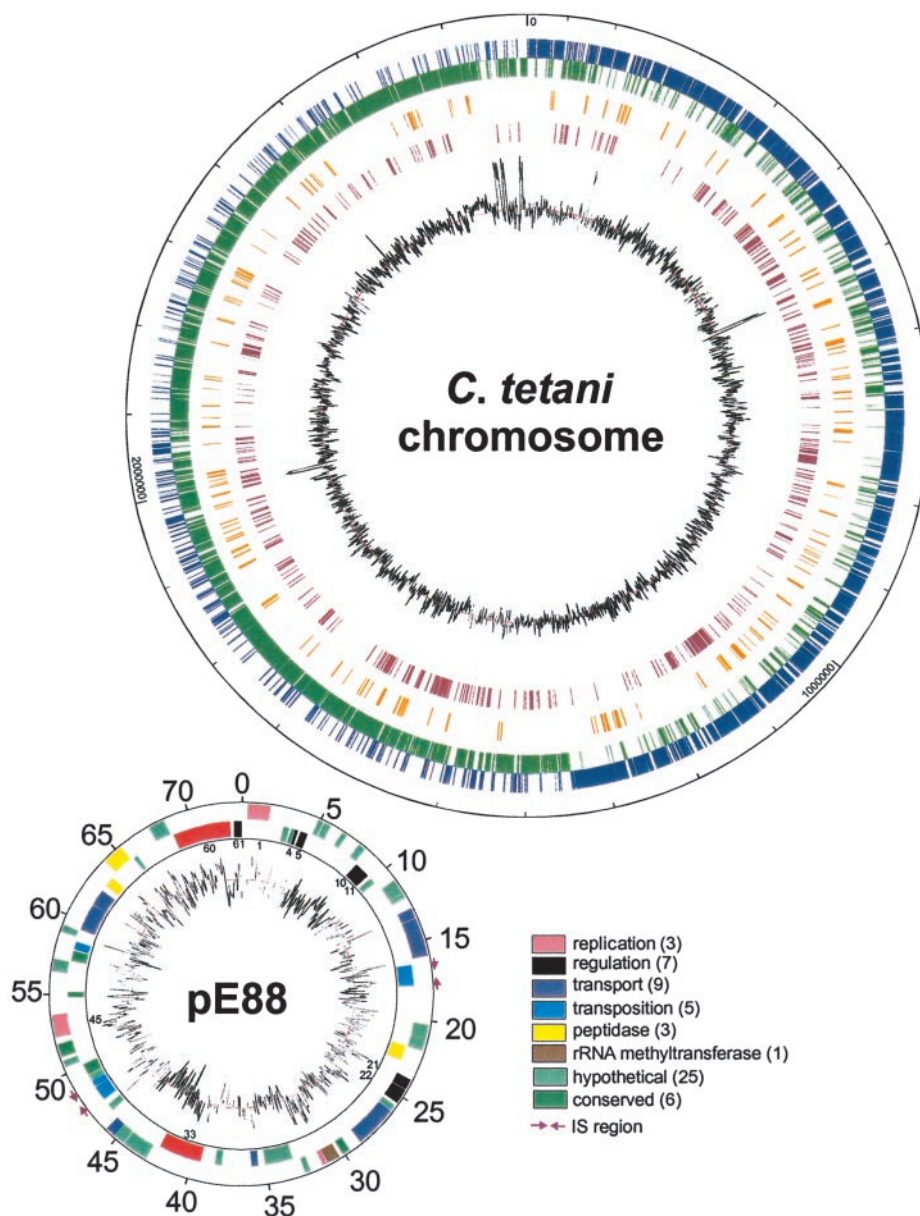 0
C. tetani
chromosome
2000000
1000000
0
5
10
15
20
25
30
35
40
45
50
55
60
65
70
60
61
1
4
5
10
11
21
22
33
45
pE88
replication (3)
regulation (7)
transport (9)
transposition (5)
peptidase (3)
rRNA methyltransferase (1)
hypothetical (25)
conserved (6)
IS region